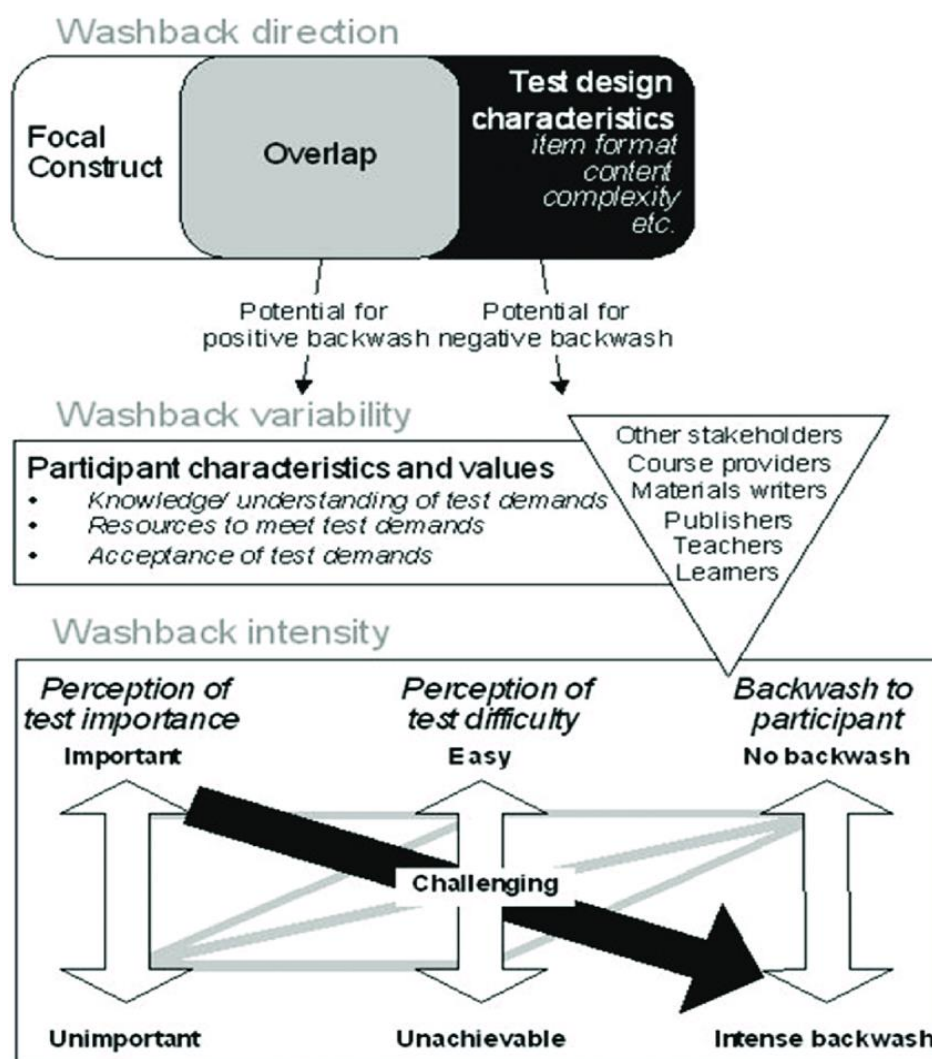 Washback direction
Focal
Construct
Overlap
Test design
characteristics
item format
content
complexity
etc.
Potential for
positive backwash
Potential for
negative backwash
Washback variability
Participant characteristics and values
• Knowledge/ understanding of test demands
• Resources to meet test demands
• Acceptance of test demands
Other stakeholders
Course providers
Materials writers
Publishers
Teachers
Learners
Washback intensity
Perception of
test importance
Perception of
test difficulty
Backwash to
participant
Important
Easy
No backwash
Challenging
Unimportant
Unachievable
Intense backwash